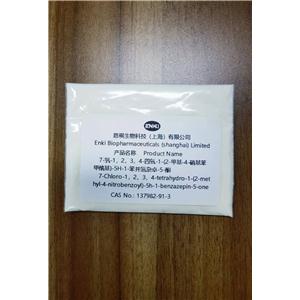 ENKI
恩褀生物科技（上海）有限公司
Enki Biopharmaceuticals (shanghai) Limited
产品名称 Product Name
7-氯-1, 2, 3, 4-四氢-1-(2-甲基-4-硝基苯
甲酰基)-5H-1-苯并氮杂卓-5-酮
7-Chloro-1, 2, 3, 4-tetrahydro-1-(2-met
hyl-4-nitrobenzoyl)-5h-1-benzazepin-5-one
CAS No.: 137982-91-3